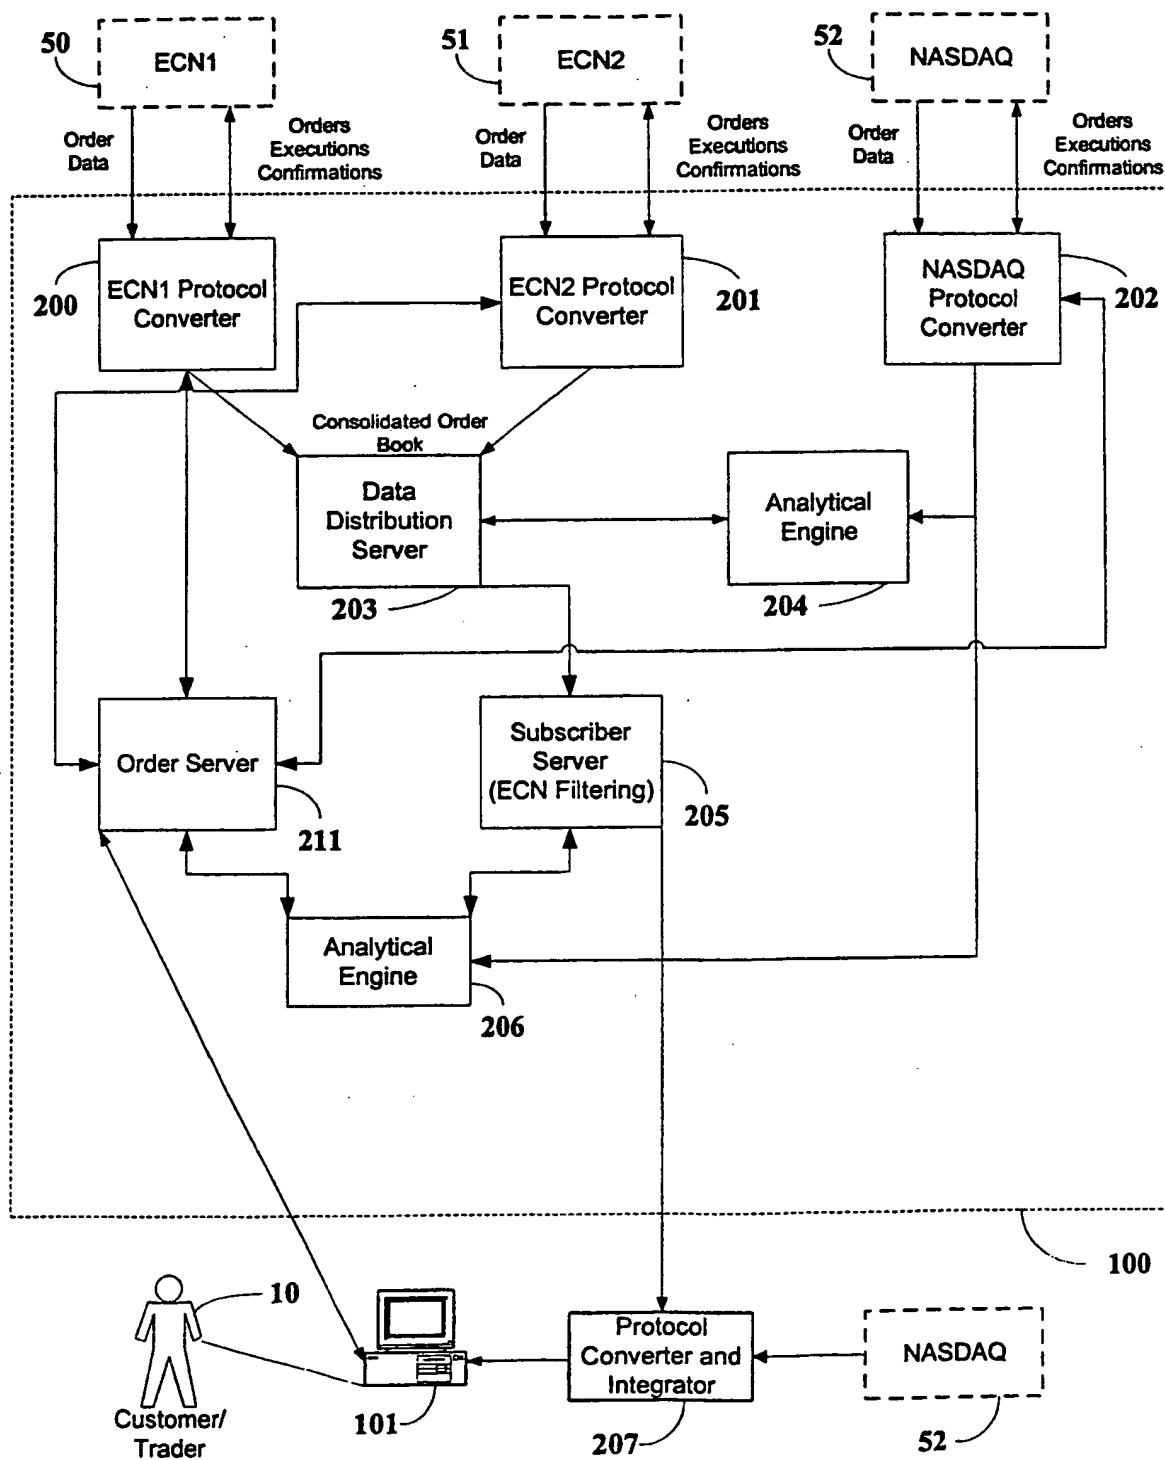 50
ECN1
51
ECN2
52
NASDAQ
Order
Data
Orders
Executions
Confirmations
Order
Data
Orders
Executions
Confirmations
Order
Data
Orders
Executions
Confirmations
200
ECN1 Protocol
Converter
ECN2 Protocol
Converter
201
NASDAQ
Protocol
Converter
202
Consolidated Order
Book
Data
Distribution
Server
203
Analytical
Engine
204
Order Server
211
Subscriber
Server
(ECN Filtering)
205
Analytical
Engine
206
100
10
Customer/
Trader
101
Protocol
Converter and
Integrator
207
NASDAQ
52